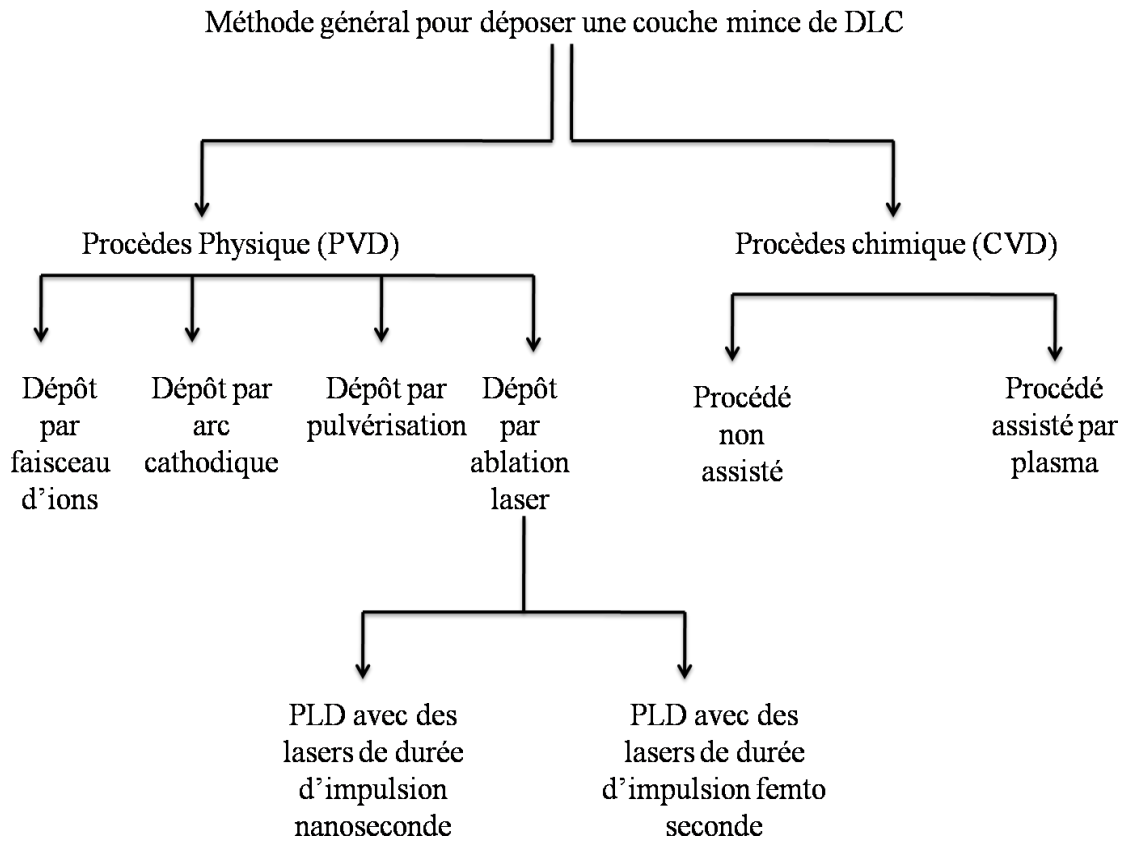 Méthode général pour déposer une couche mince de DLC
Procèdes Physique (PVD)
Procèdes chimique (CVD)
Dépôt
par
faisceau
d’ions
Dépôt par
arc
cathodique
Dépôt par
pulvérisation
Dépôt
par
ablation
laser
Procédé
non
assisté
Procédé
assisté par
plasma
PLD avec des
lasers de durée
d’impulsion
nanoseconde
PLD avec des
lasers de durée
d’impulsion femto
seconde